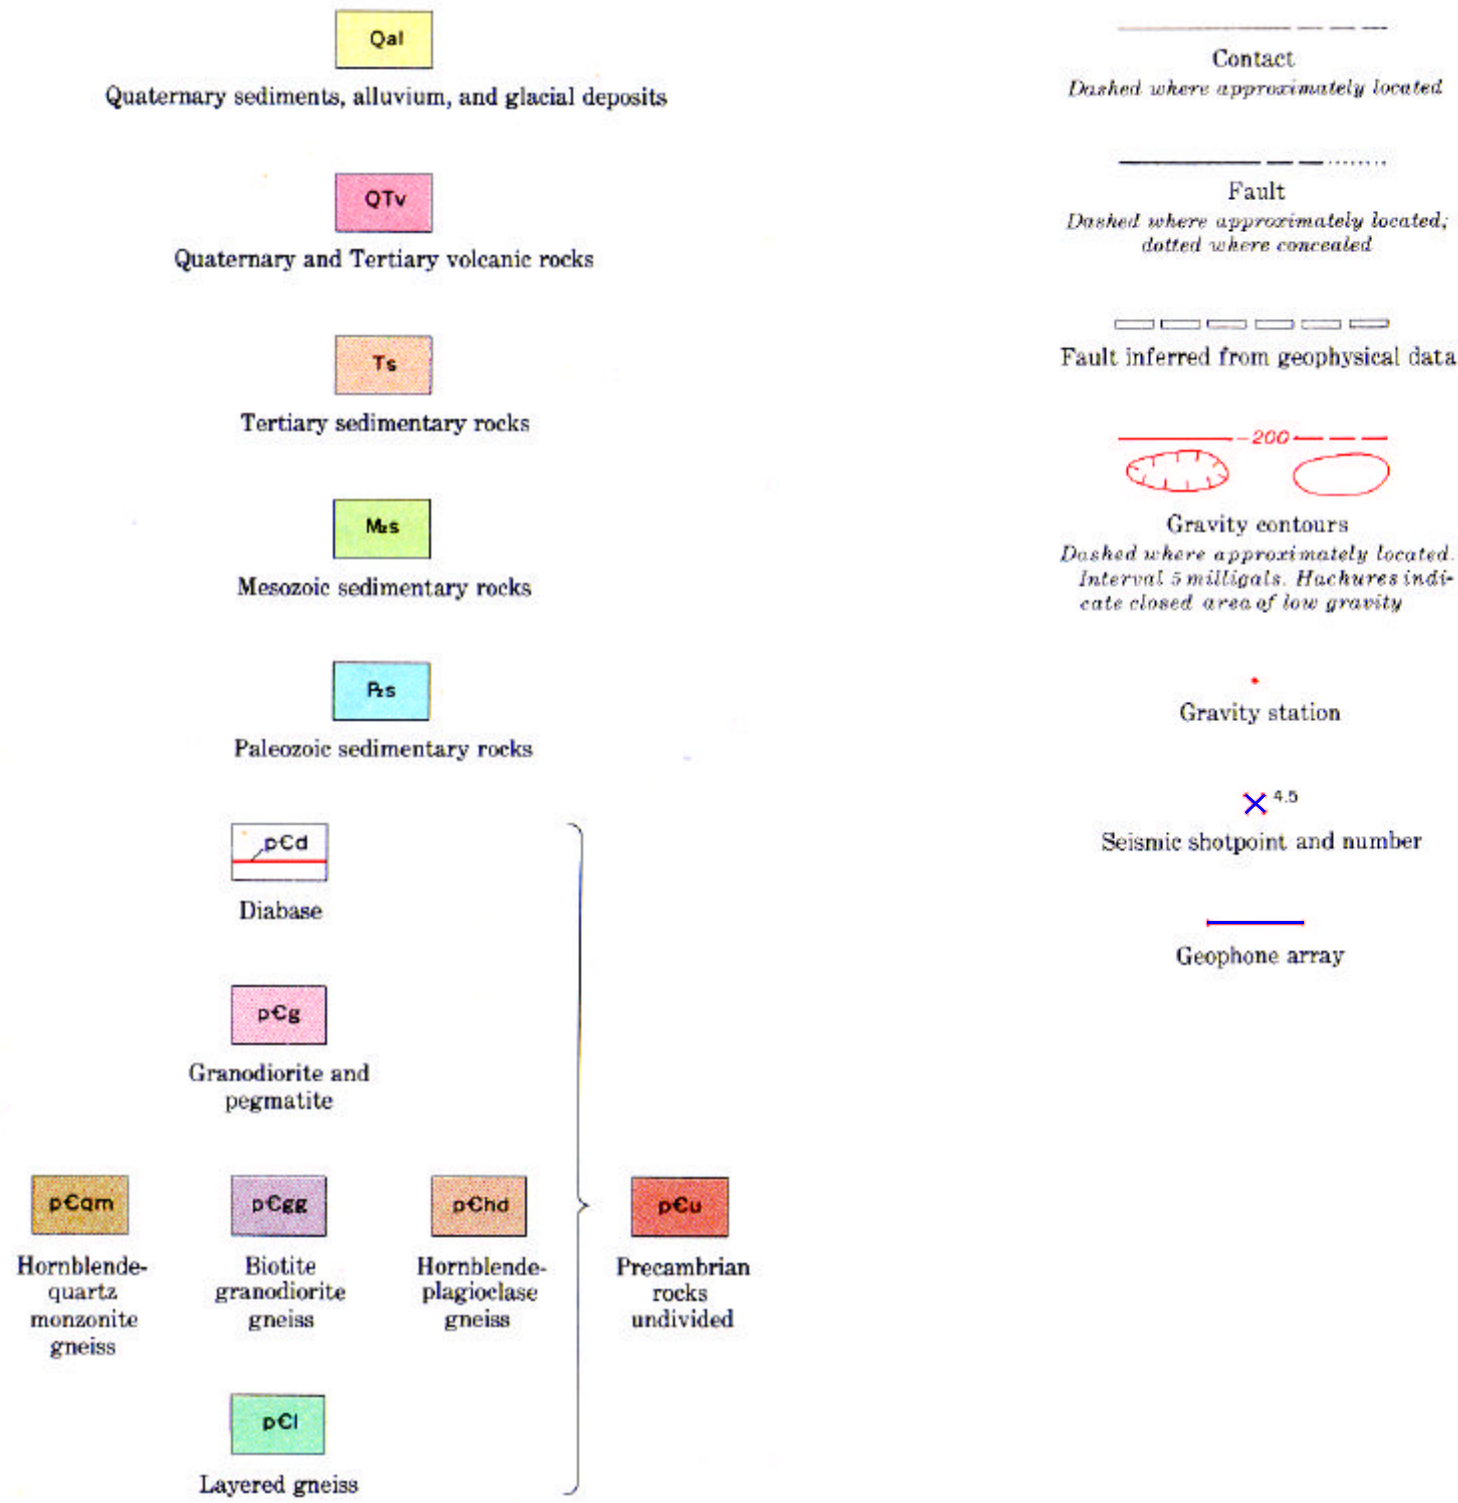 Qal
Quaternary sediments, alluvium, and glacial deposits
QTv
Quaternary and Tertiary volcanic rocks
Ts
Tertiary sedimentary rocks
Mzs
Mesozoic sedimentary rocks
Pzs
Paleozoic sedimentary rocks
p€d
Diabase
p€g
Granodiorite and
pegmatite
p€qm
Hornblende-
quartz
monzonite
gneiss
p€gg
Biotite
granodiorite
gneiss
p€hd
Hornblende-
plagioclase
gneiss
p€u
Precambrian
rocks
undivided
p€l
Layered gneiss
Contact
Dashed where approximately located
Fault
Dashed where approximately located;
dotted where concealed
Fault inferred from geophysical data
-200
Gravity contours
Dashed where approximately located.
Interval 5 milligals. Hachures indi-
cate closed area of low gravity
Gravity station
4.5
Seismic shotpoint and number
Geophone array